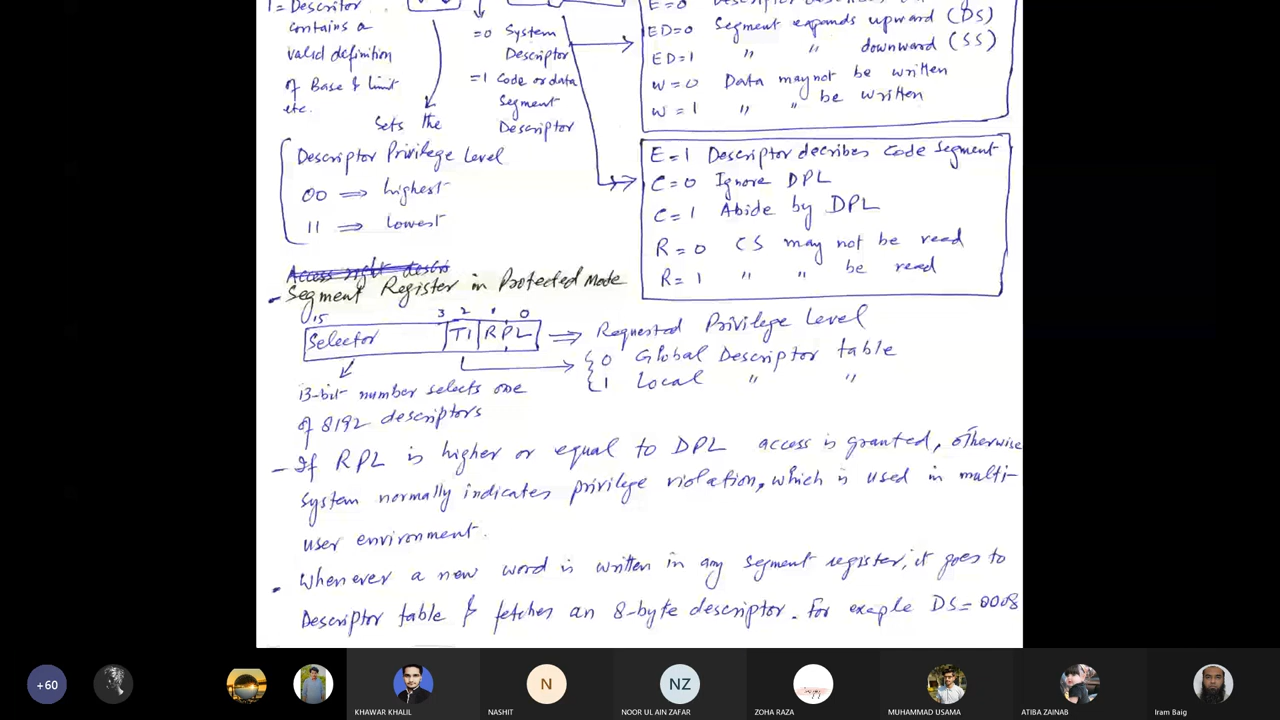 1 = Descritor
contains a
valid definition
of Base & limit
etc.
Sets the
Descriptor Privilege Level
00 ⇒ highest
11 ⇒ lowest
=0 System
Descriptor
=1 Code or data
Segment
Descriptor
E=0
ED=0 Segment expands upward (DS)
ED=1 " " downward (SS)
W=0 Data may not be written
W=1 " " be written
E=1 Descriptor decribes Code Segment
C=0 Ignore DPL
C=1 Abide by DPL
R=0 CS may not be read
R=1 " " be read
Access right descri
- Segment Register in Protected Mode
15 3 2 1 0
Selector TI RPL ⇒ Requested Privilege Level
0 Global Descriptor table
1 Local " "
13-bit number selects one
of 8192 descriptors
- If RPL is higher or equal to DPL access is granted, otherwise
system normally indicates privilege violation, which is used in multi-
user environment.
. Whenever a new word is written in any segment register, it goes to
Descriptor table & fetches an 8-byte descriptor. For exaple DS=0008
+60
KHAWAR KHALIL
N
NASHIT
NZ
NOOR UL AIN ZAFAR
ZOHA RAZA
MUHAMMAD USAMA
ATIBA ZAINAB
Iram Baig